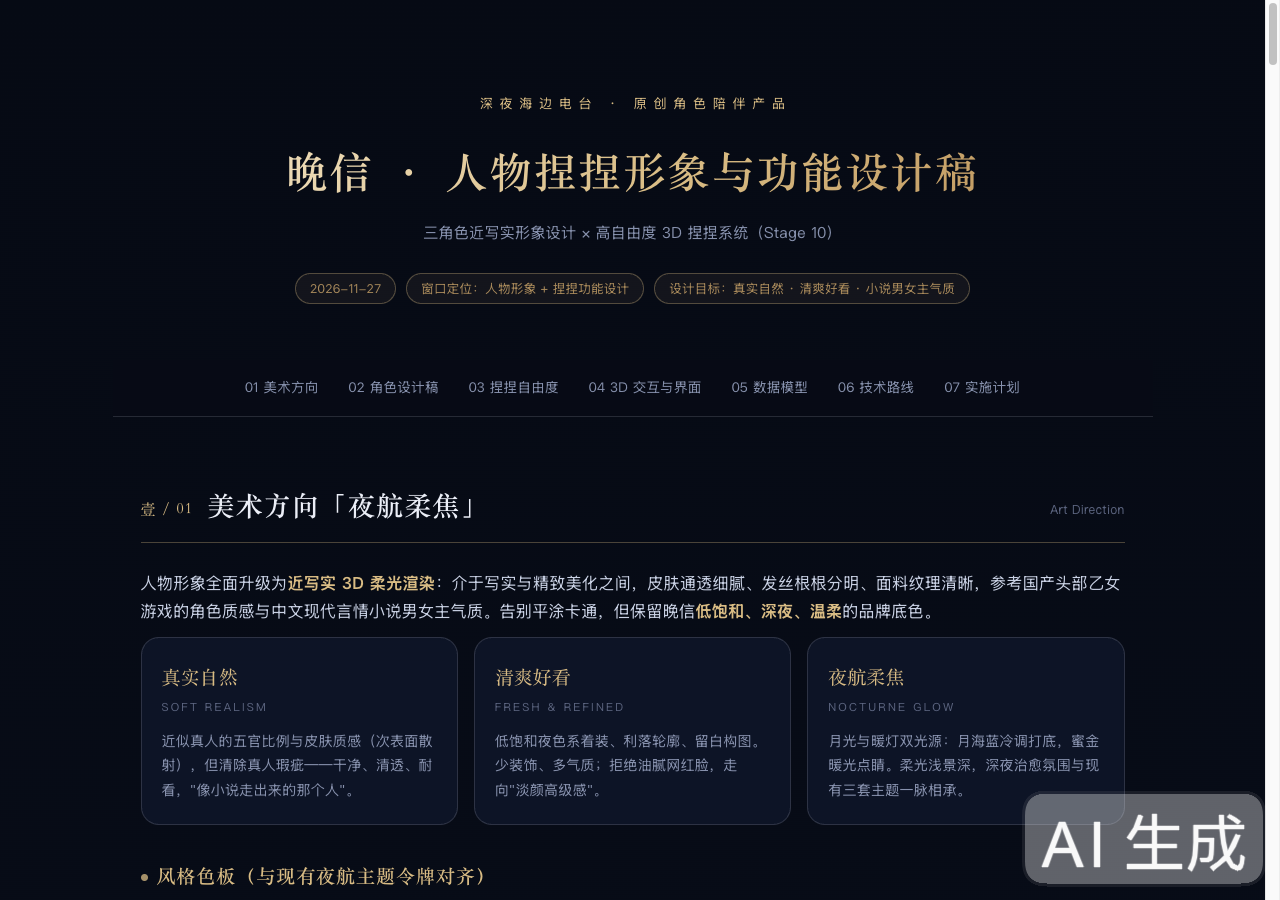 深夜海边电台 · 原创角色陪伴产品
晚信 · 人物捏捏形象与功能设计稿
三角色近写实形象设计 × 高自由度 3D 捏捏系统（Stage 10）
2026-11-27
窗口定位：人物形象 + 捏捏功能设计
设计目标：真实自然 · 清爽好看 · 小说男女主气质
01 美术方向
02 角色设计稿
03 捏捏自由度
04 3D 交互与界面
05 数据模型
06 技术路线
07 实施计划
壹 / 01 美术方向「夜航柔焦」
Art Direction
人物形象全面升级为近写实 3D 柔光渲染：介于写实与精致美化之间，皮肤通透细腻、发丝根根分明、面料纹理清晰，参考国产头部乙女
游戏的角色质感与中文现代言情小说男女主气质。告别平涂卡通，但保留晚信低饱和、深夜、温柔的品牌底色。
真实自然
SOFT REALISM
近似真人的五官比例与皮肤质感（次表面散
射），但清除真人瑕疵——干净、清透、耐
看，"像小说走出来的那个人"。
清爽好看
FRESH & REFINED
低饱和夜色系着装、利落轮廓、留白构图。
少装饰、多气质；拒绝油腻网红脸，走
向"淡颜高级感"。
夜航柔焦
NOCTURNE GLOW
月光与暖灯双光源：月海蓝冷调打底，蜜金
暖光点睛。柔光浅景深，深夜治愈氛围与现
有三套主题一脉相承。
风格色板（与现有夜航主题令牌对齐）
AI 生成